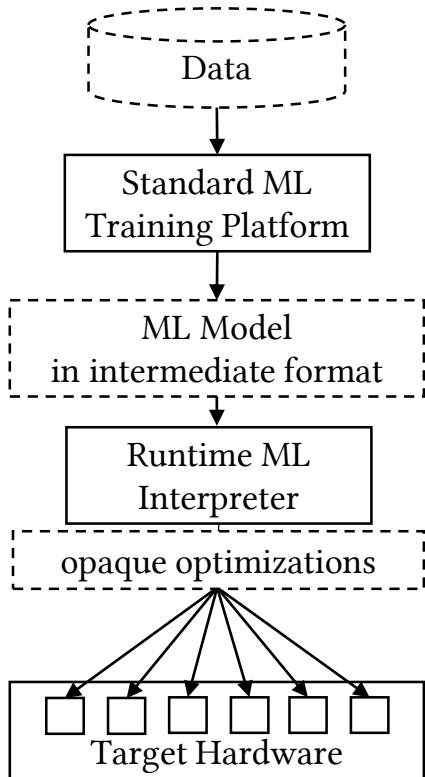 Data
Standard ML
Training Platform
ML Model
in intermediate format
Runtime ML
Interpreter
opaque optimizations
Target Hardware